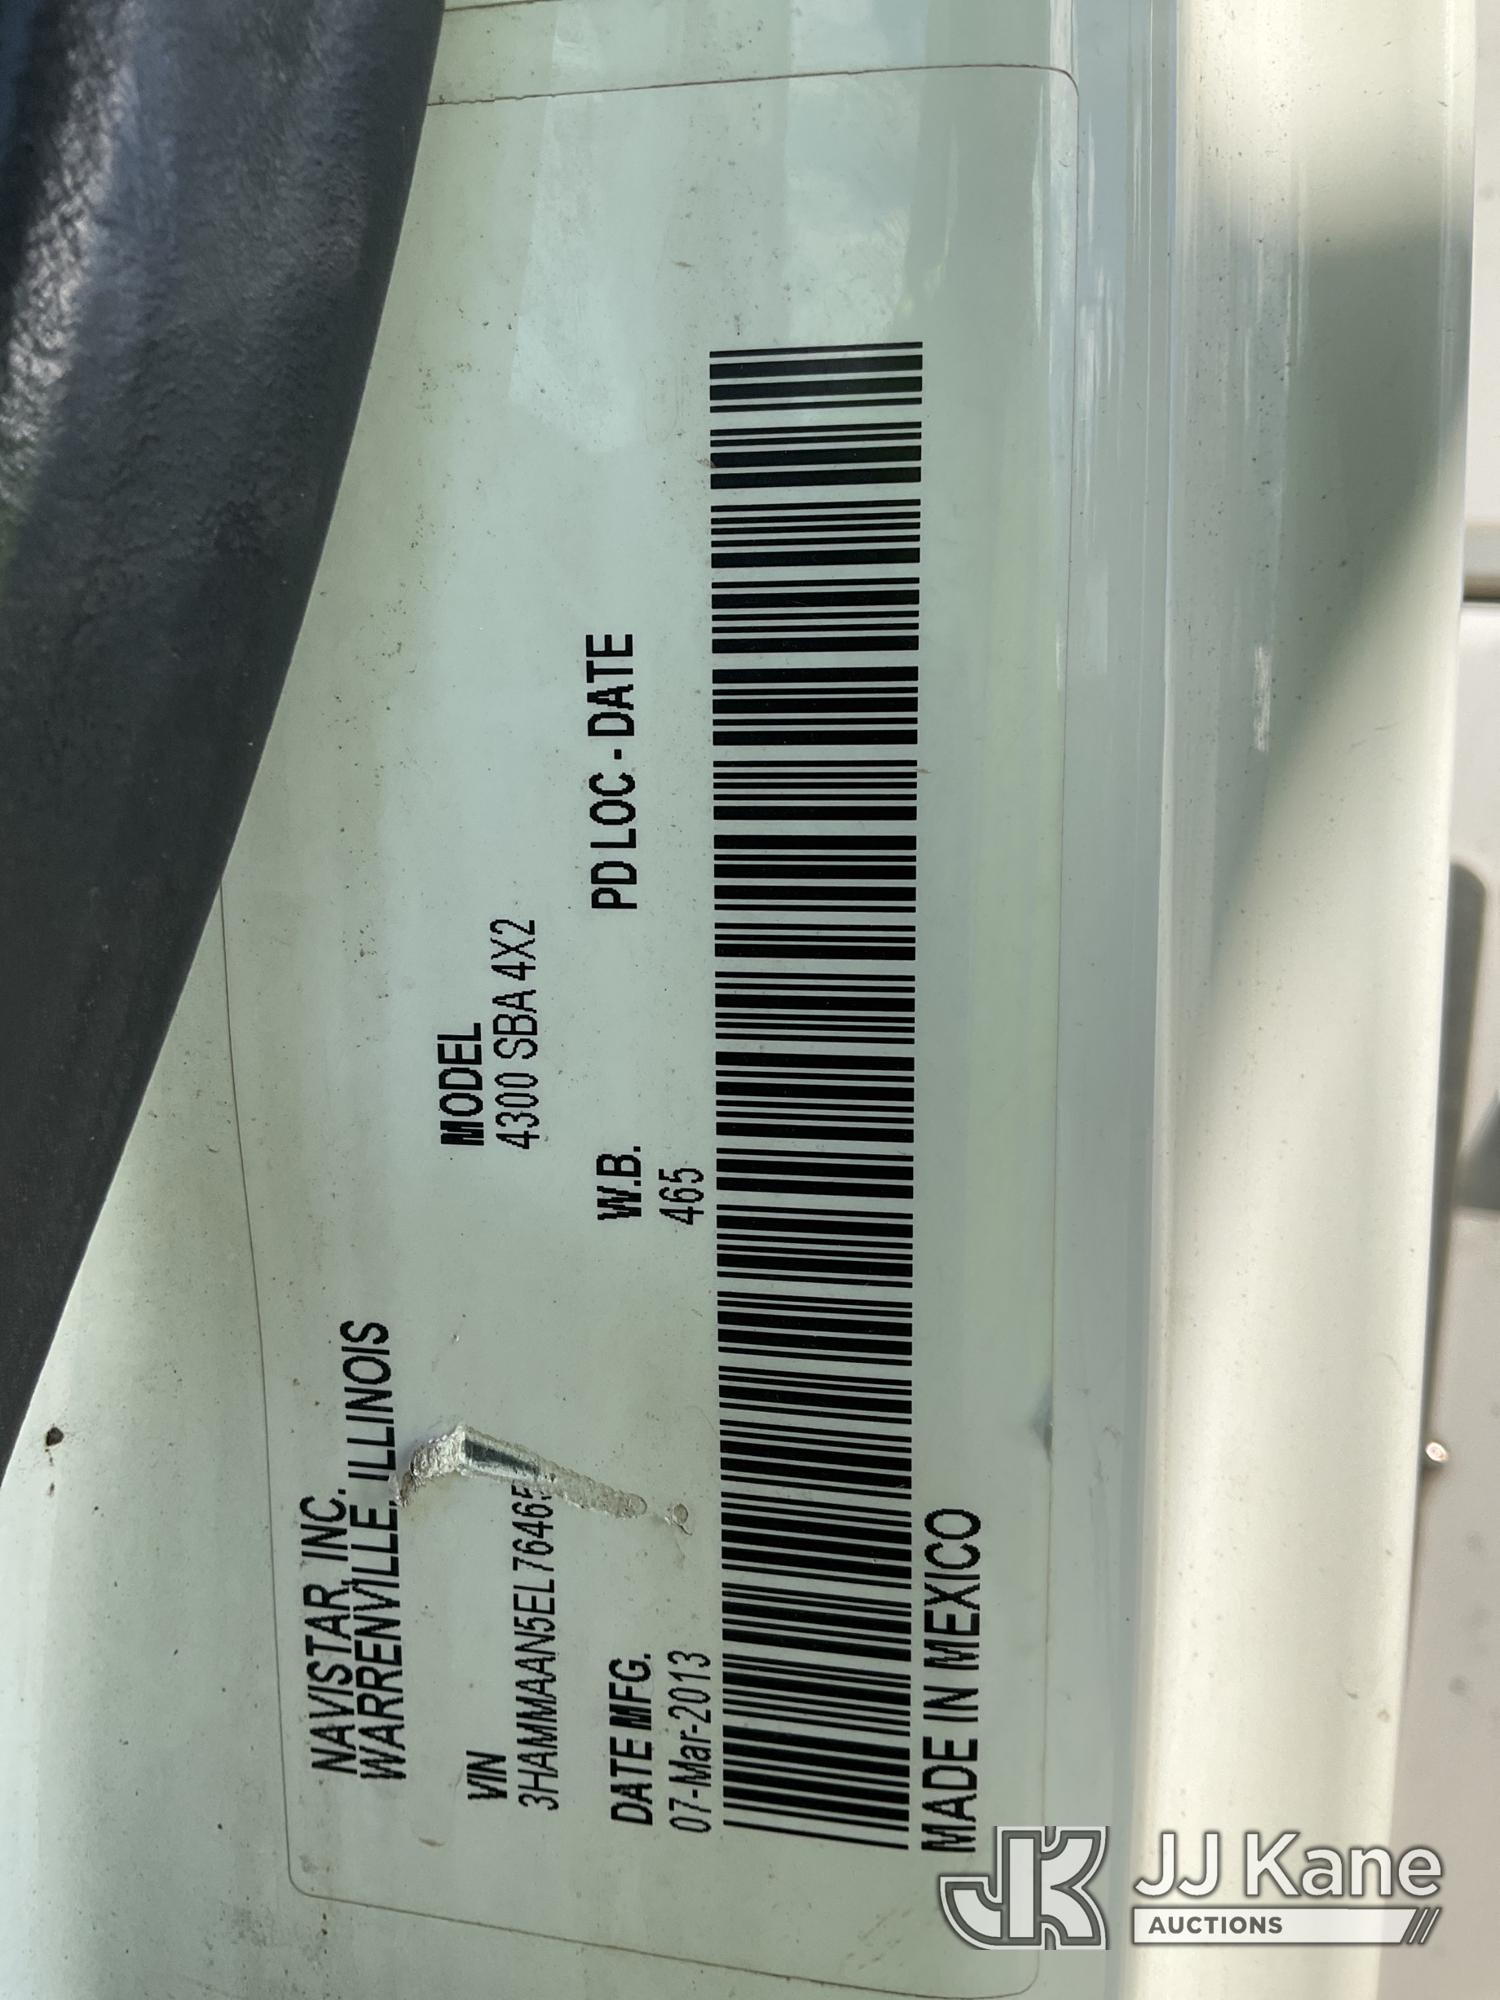 NAVISTAR, INC.
WARRENVILLE, ILLINOIS
VIN
MODEL
4300 SBA 4X2
DATE MFG.
W.B.
PD LOC - DATE
07-Mar-2013
465
MADE IN MEXICO
JK
JJ Kane
AUCTIONS